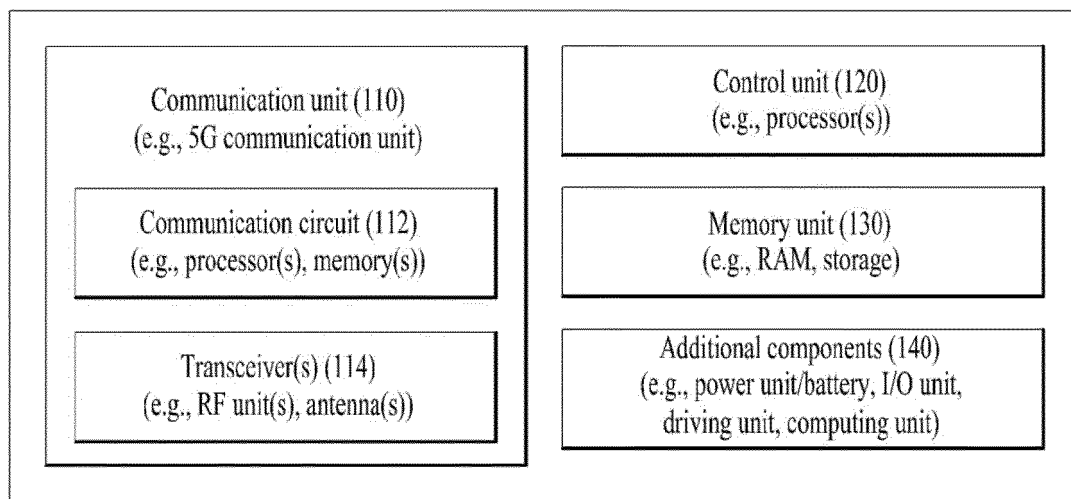 Communication unit (110)
(e.g., 5G communication unit)
Communication circuit (112)
(e.g., processor(s), memory(s))
Transceiver(s) (114)
(e.g., RF unit(s), antenna(s))
Control unit (120)
(e.g., processor(s))
Memory unit (130)
(e.g., RAM, storage)
Additional components (140)
(e.g., power unit/battery, I/O unit,
driving unit, computing unit)